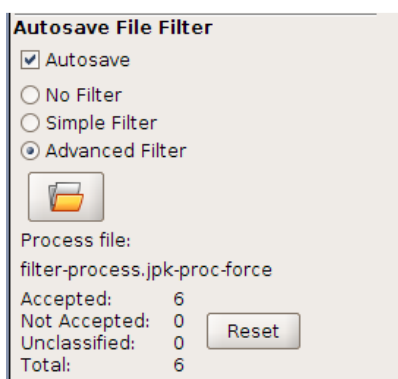 Autosave File Filter
Autosave
No Filter
Simple Filter
Advanced Filter
Process file:
filter-process.jpk-proc-force
Accepted: 6
Not Accepted: 0
Unclassified: 0
Reset
Total: 6